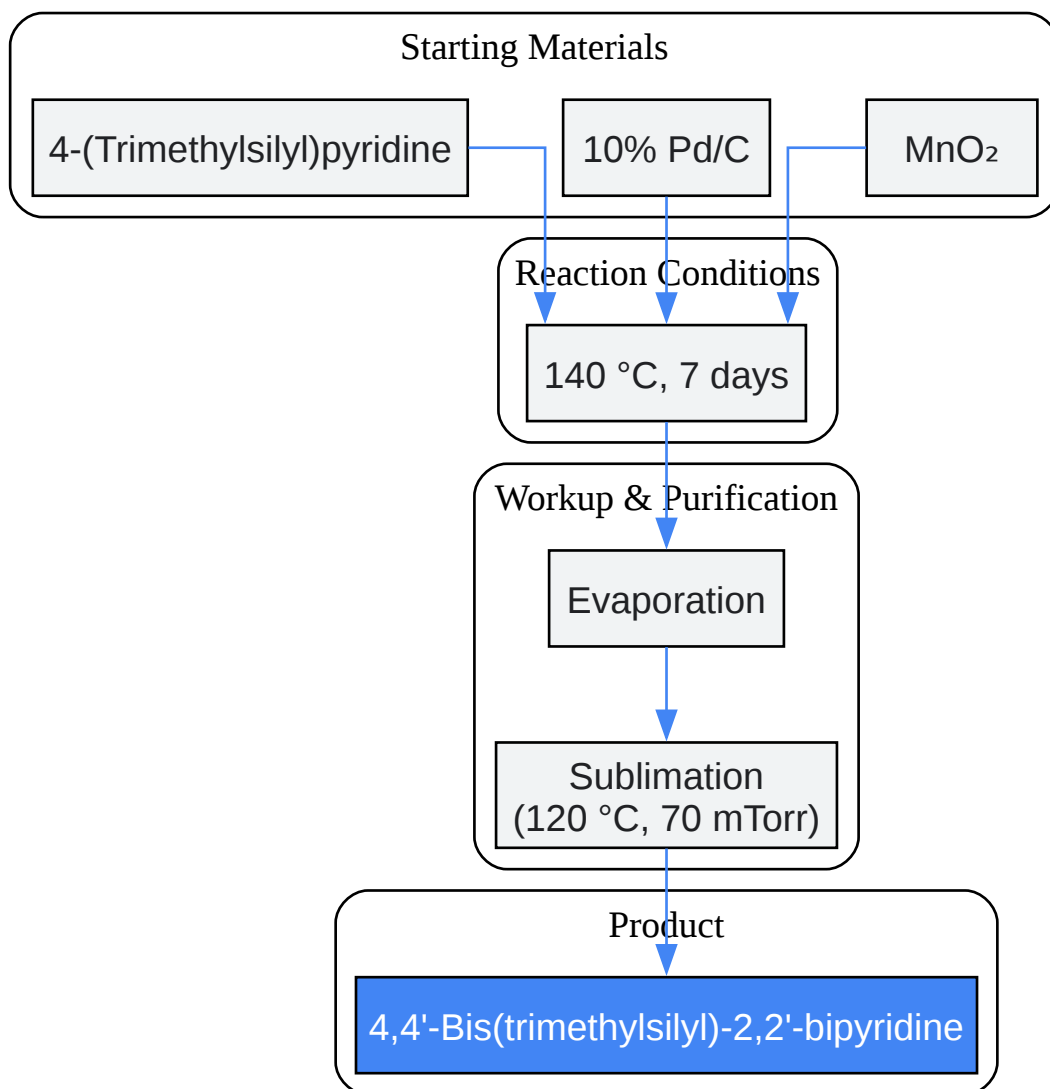 Starting Materials
4-(Trimethylsilyl)pyridine
10% Pd/C
MnO₂
Reaction Conditions
140 °C, 7 days
Workup & Purification
Evaporation
Sublimation
(120 °C, 70 mTorr)
Product
4,4'-Bis(trimethylsilyl)-2,2'-bipyridine